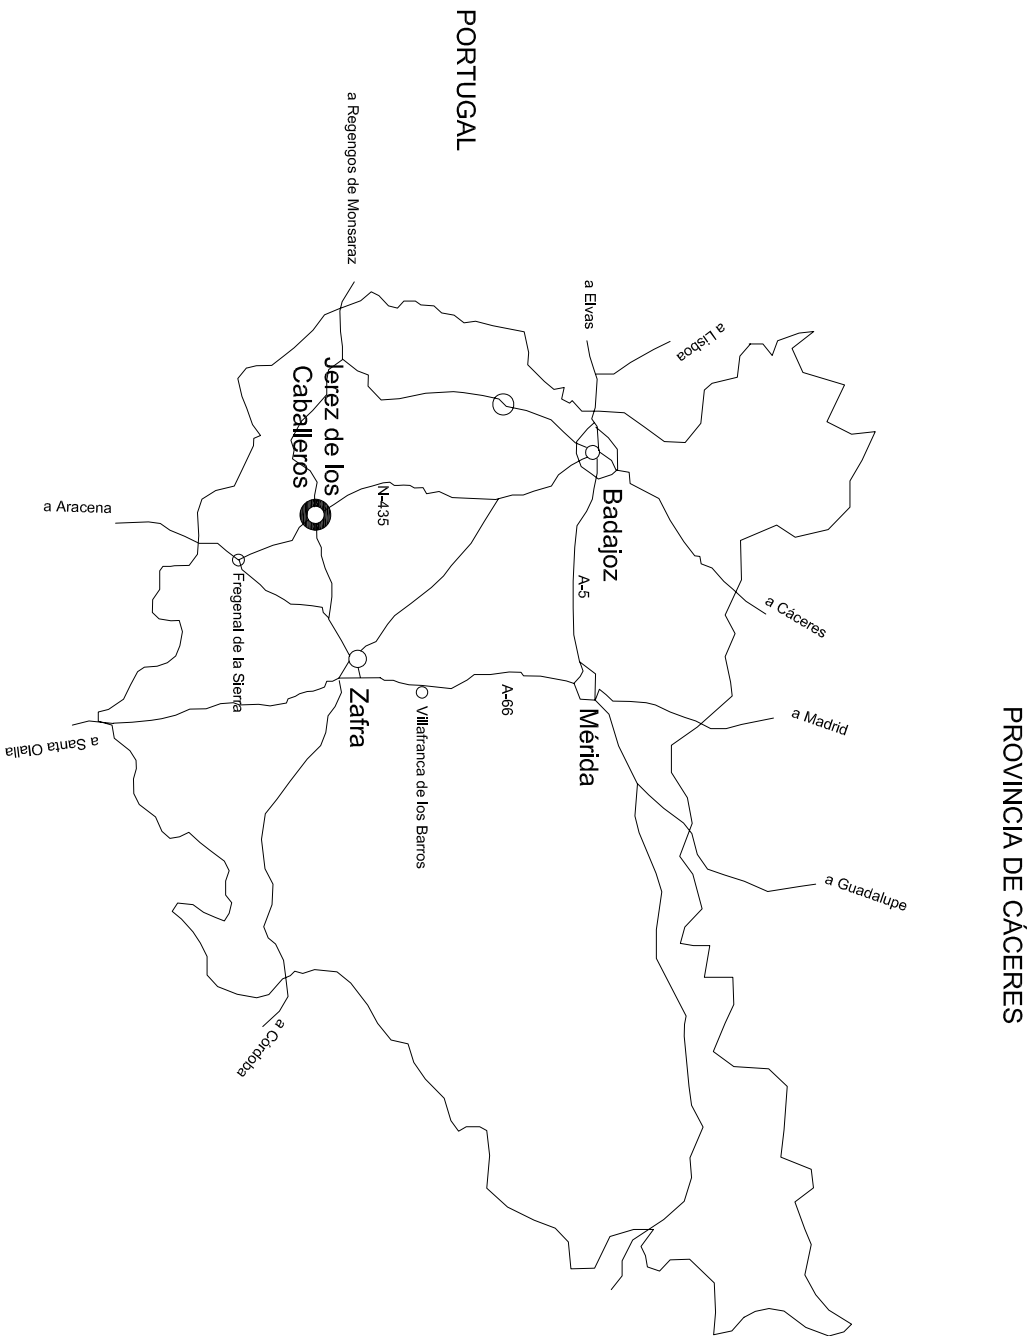 PROVINCIA DE CÁCERES
PORTUGAL
a Lisboa
a Elvas
a Cáceres
a Madrid
a Guadalupe
Badajoz
A-5
Mérida
A-66
Villafranca de los Barros
N-435
a Regengos de Monsaraz
Jerez de los
Caballeros
Zafra
Fregenal de la Sierra
a Aracena
a Santa Olalla
a Córdoba